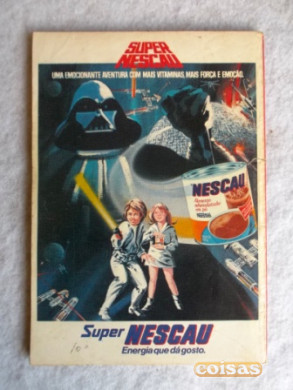 SUPER
NESCAU
UMA EMOCIONANTE AVENTURA COM MAIS VITAMINAS, MAIS FORÇA E EMOÇÃO.
NESCAU
Super NESCAU
Energia que dá gosto.
coisas